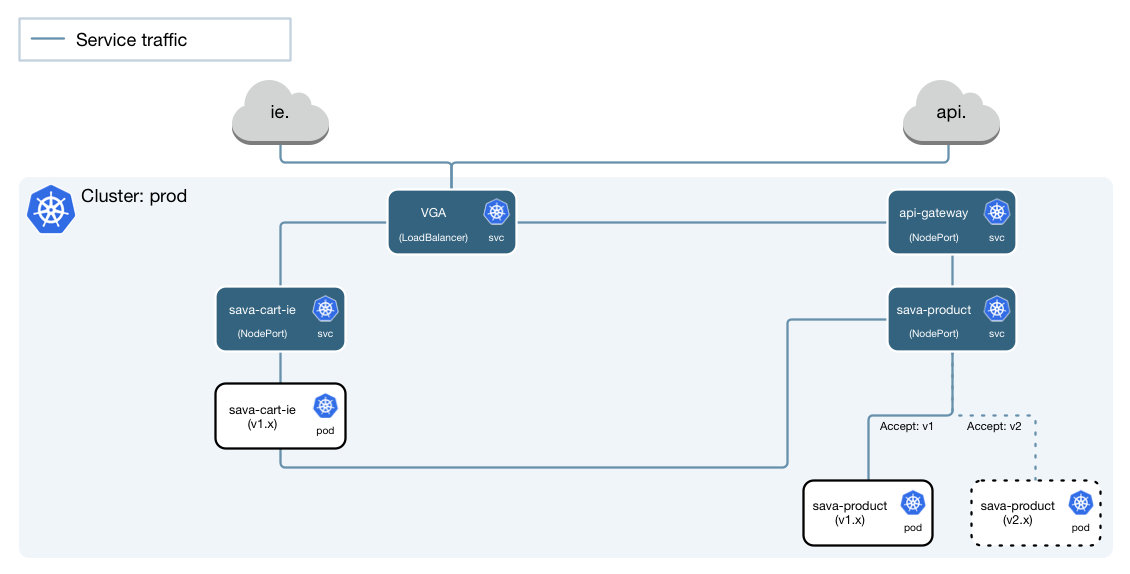 Service traffic
ie.
api.
Cluster: prod
VGA
(LoadBalancer)
svc
api-gateway
(NodePort)
svc
sava-cart-ie
(NodePort)
svc
sava-product
(NodePort)
svc
sava-cart-ie
(v1.x)
pod
Accept: v1
Accept: v2
sava-product
(v1.x)
pod
sava-product
(v2.x)
pod